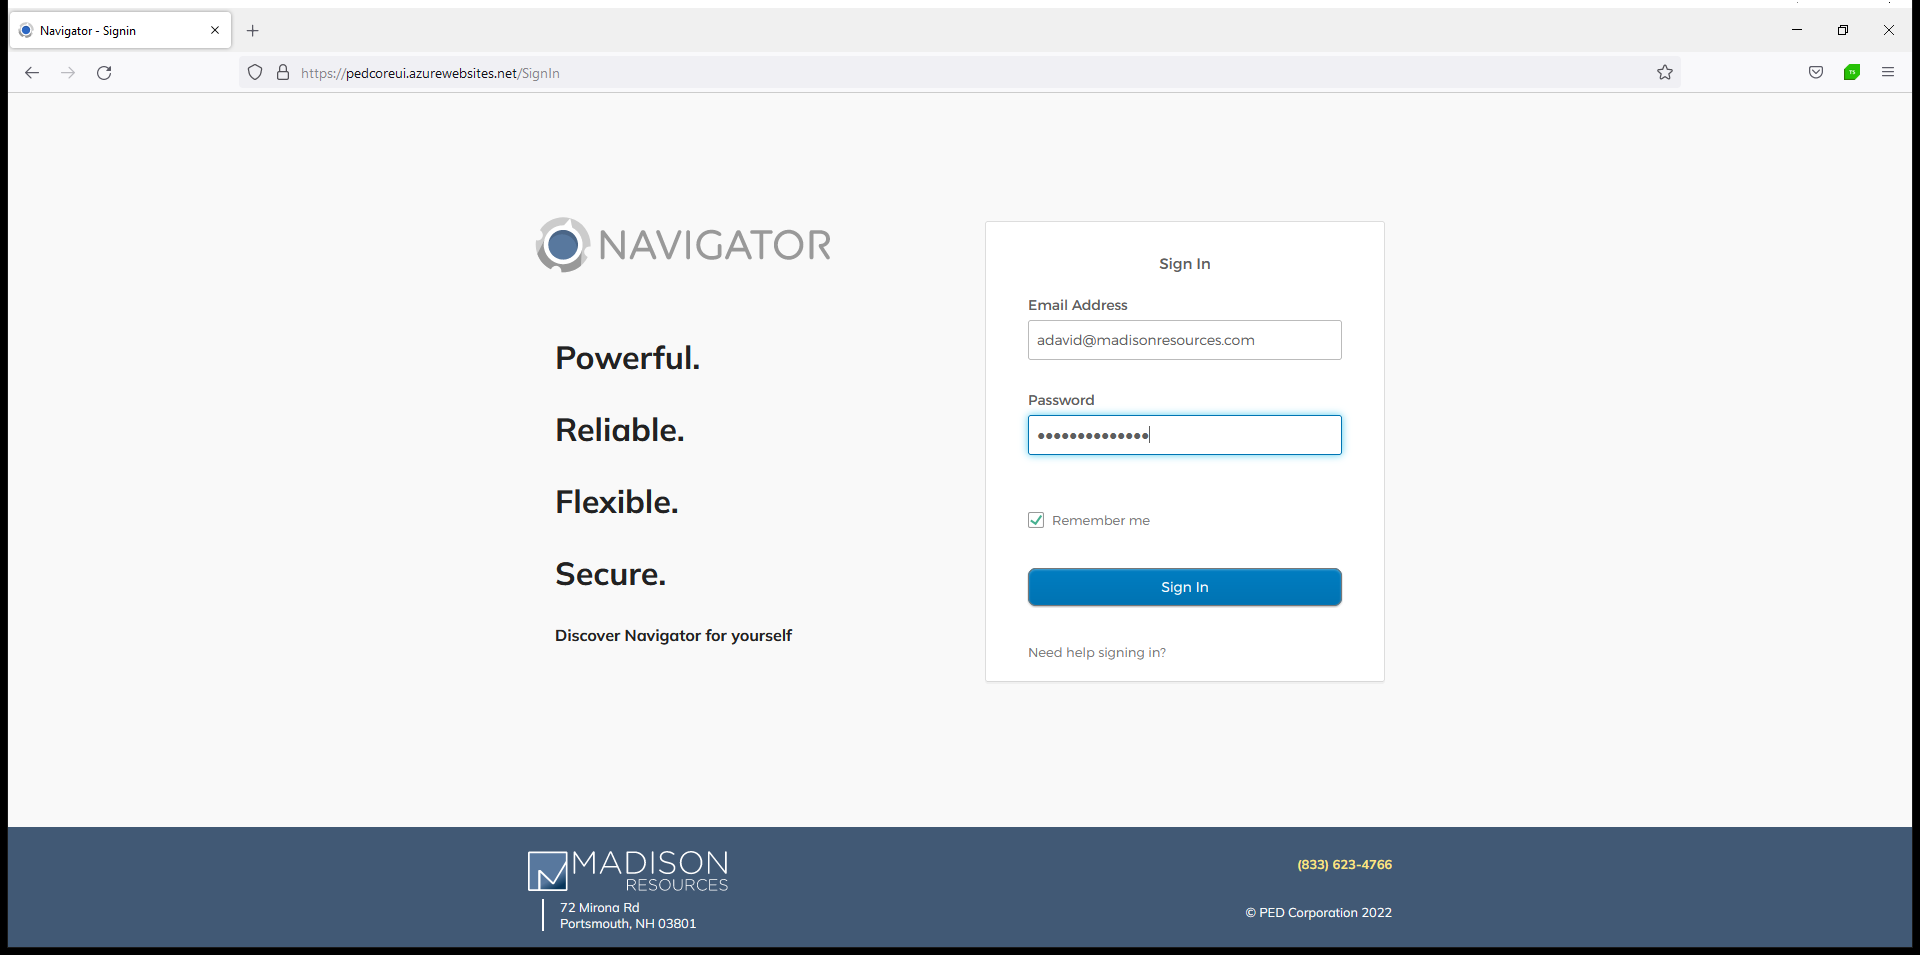 Navigator - Signin
https://pedcoreui.azurewebsites.net/SignIn
TS
NAVIGATOR
Powerful.
Reliable.
Flexible.
Secure.
Discover Navigator for yourself
Sign In
Email Address
adavid@madisonresources.com
Password
Remember me
Sign In
Need help signing in?
MADISON
RESOURCES
72 Mirona Rd
Portsmouth, NH 03801
(833) 623-4766
© PED Corporation 2022